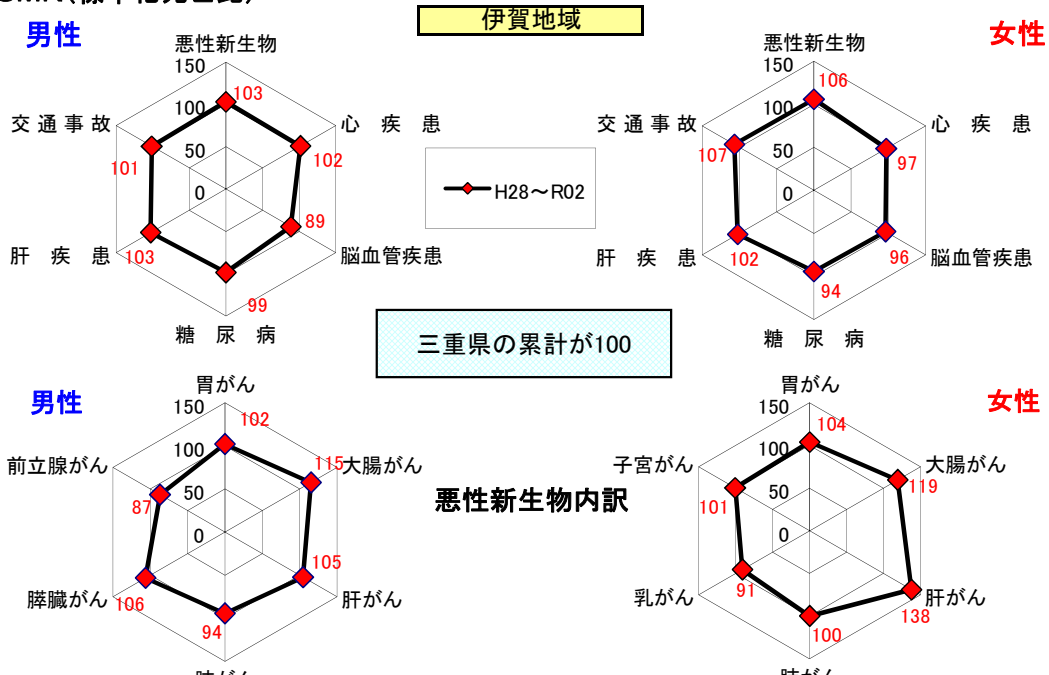 伊賀地域
男性
悪性新生物
150
100
50
0
103
心 疾 患
102
脳血管疾患
89
糖 尿 病
99
肝 疾 患
103
交 通 事 故
101
H28～R02
女性
悪性新生物
150
100
50
0
106
心 疾 患
97
脳血管疾患
96
糖 尿 病
94
肝 疾 患
102
交 通 事 故
107
三重県の累計が100
男性
胃がん
150
100
50
0
102
大腸がん
115
肝がん
105
94
膵臓がん
106
前立腺がん
87
悪性新生物内訳
女性
胃がん
150
100
50
0
104
大腸がん
119
肝がん
138
100
乳がん
91
子宮がん
101